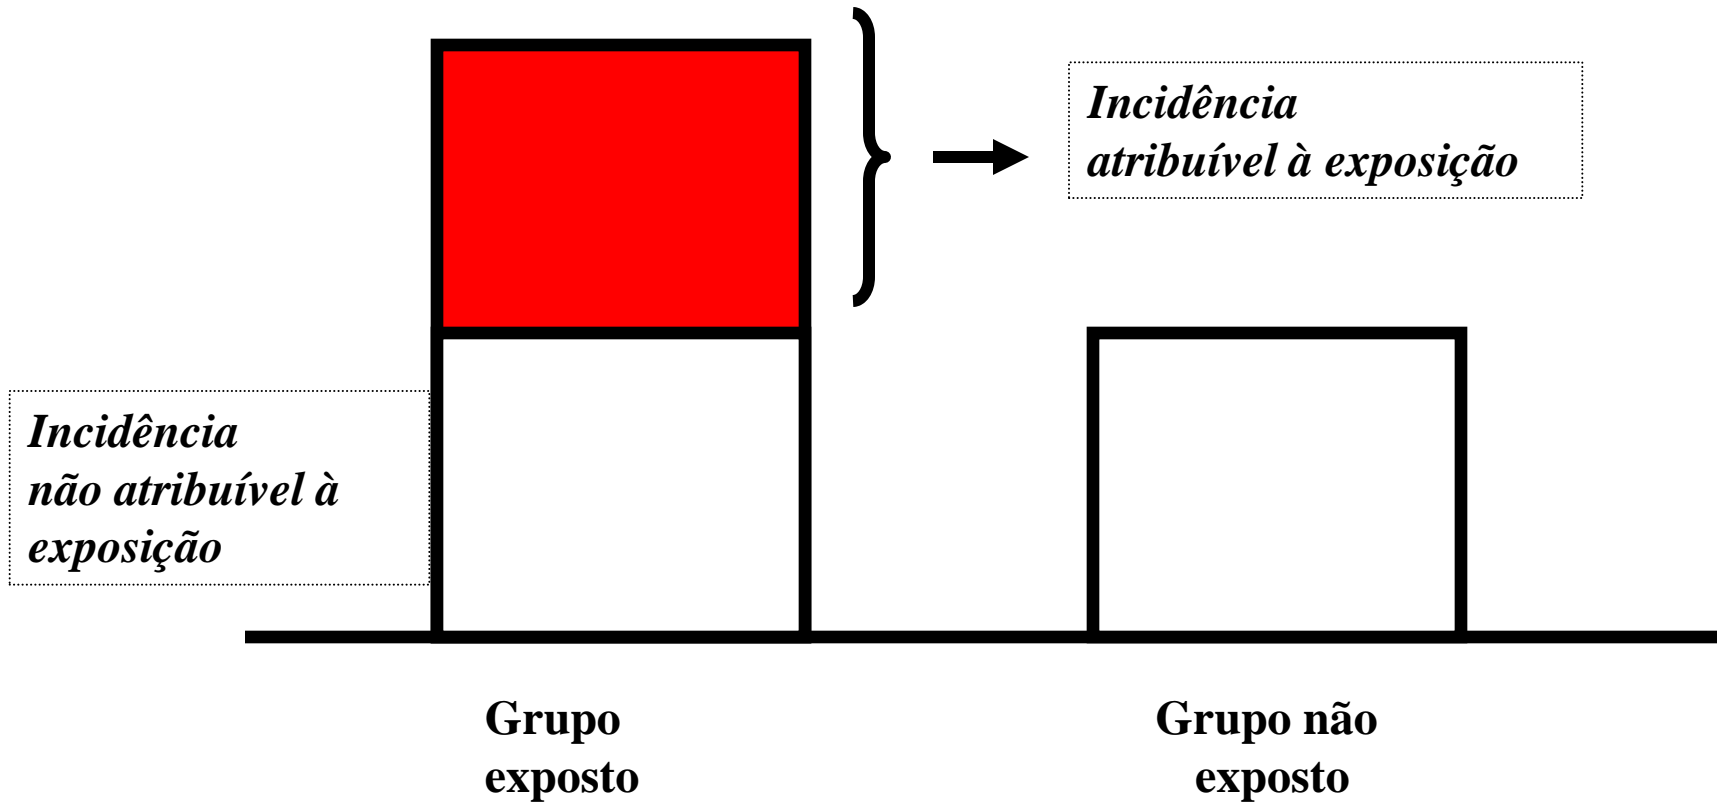 Incidência
atribuível à exposição
Incidência
não atribuível à
exposição
Grupo
exposto
Grupo não
exposto